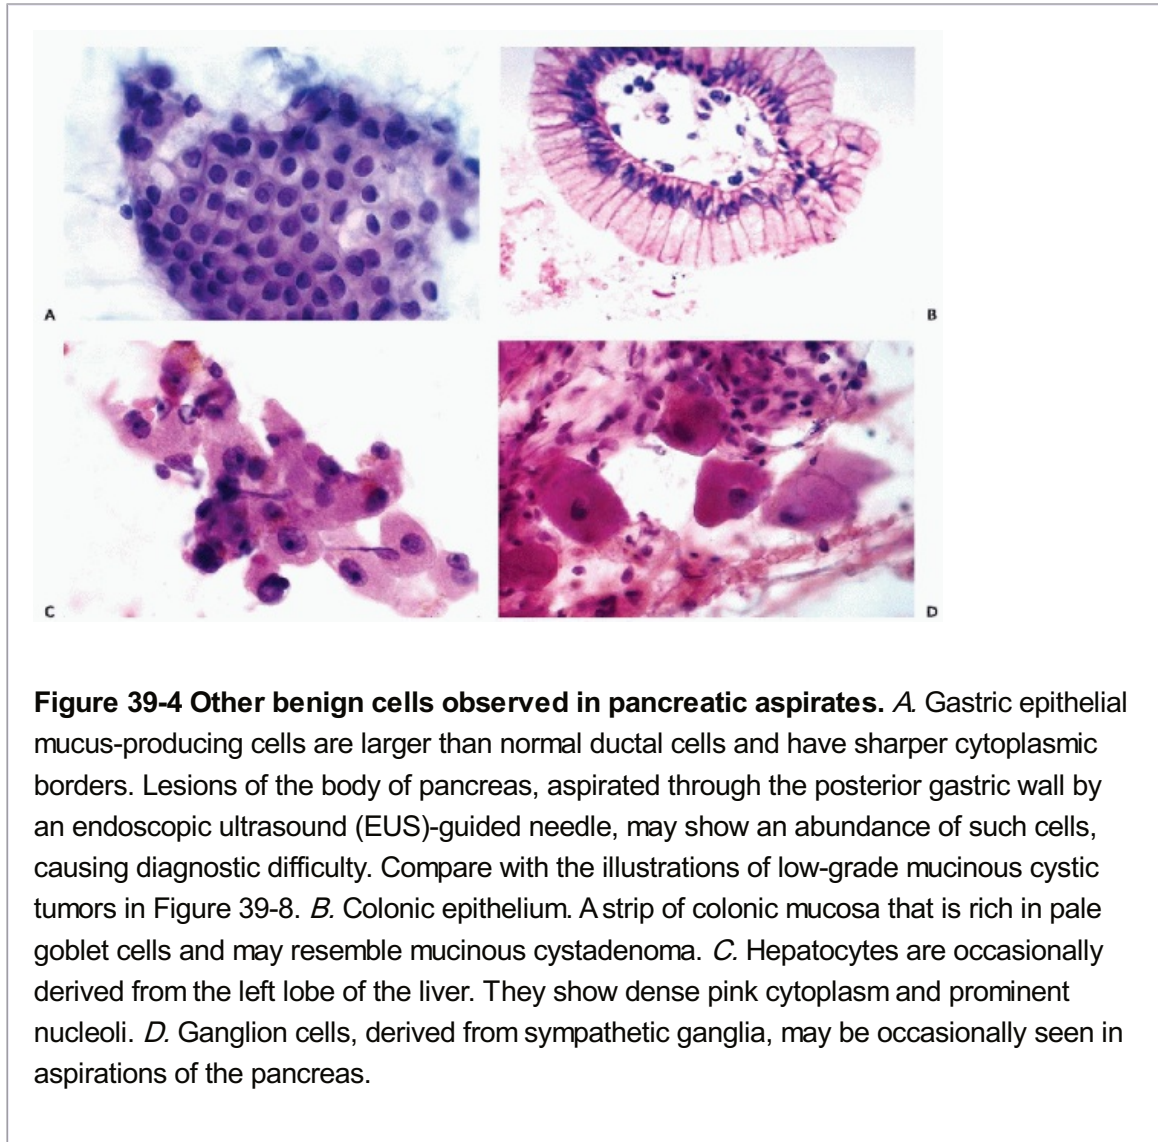 A
B
C
D
Figure 39-4 Other benign cells observed in pancreatic aspirates. A. Gastric epithelial
mucus-producing cells are larger than normal ductal cells and have sharper cytoplasmic
borders. Lesions of the body of pancreas, aspirated through the posterior gastric wall by
an endoscopic ultrasound (EUS)-guided needle, may show an abundance of such cells,
causing diagnostic difficulty. Compare with the illustrations of low-grade mucinous cystic
tumors in Figure 39-8. B. Colonic epithelium. A strip of colonic mucosa that is rich in pale
goblet cells and may resemble mucinous cystadenoma. C. Hepatocytes are occasionally
derived from the left lobe of the liver. They show dense pink cytoplasm and prominent
nucleoli. D. Ganglion cells, derived from sympathetic ganglia, may be occasionally seen in
aspirations of the pancreas.